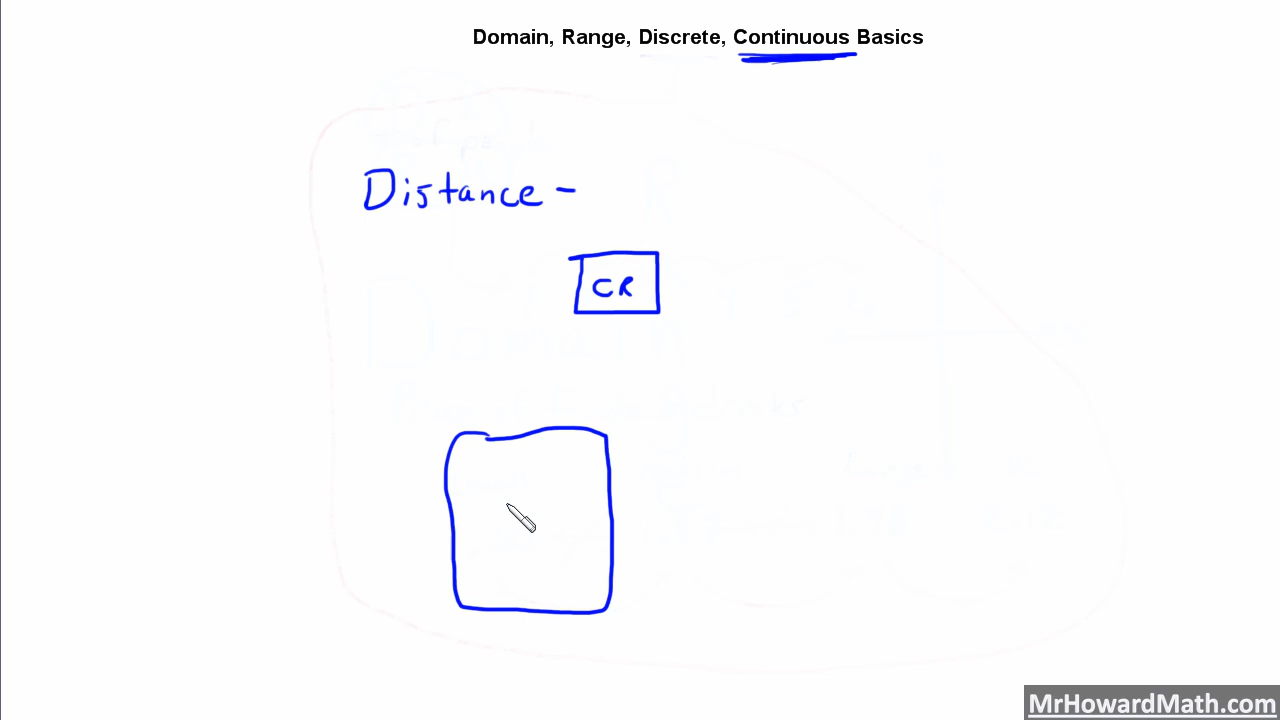 Domain, Range, Discrete, Continuous Basics
Distance -
CR
MrHowardMath.com